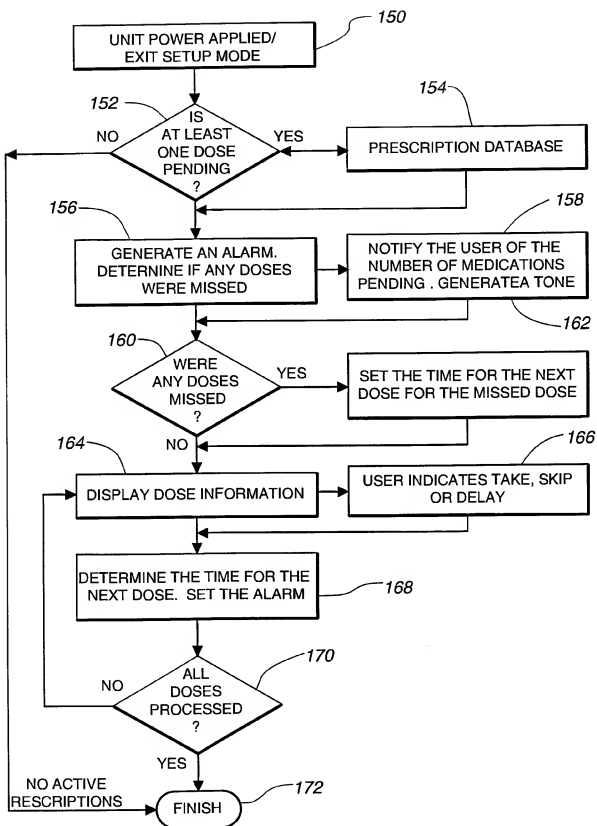 150
UNIT POWER APPLIED/
EXIT SETUP MODE
152
154
NO
IS
AT LEAST
ONE DOSE
PENDING
?
YES
PRESCRIPTION DATABASE
156
158
GENERATE AN ALARM.
DETERNINE IF ANY DOSES
WERE MISSED
NOTIFY THE USER OF THE
NUMBER OF MEDICATIONS
PENDING . GENERATEA TONE
160
162
WERE
ANY DOSES
MISSED
?
YES
SET THE TIME FOR THE NEXT
DOSE FOR THE MISSED DOSE
NO
164
166
DISPLAY DOSE INFORMATION
USER INDICATES TAKE, SKIP
OR DELAY
DETERMINE THE TIME FOR THE
NEXT DOSE. SET THE ALARM
168
170
NO
ALL
DOSES
PROCESSED
?
YES
NO ACTIVE
RESCRIPTIONS
FINISH
172